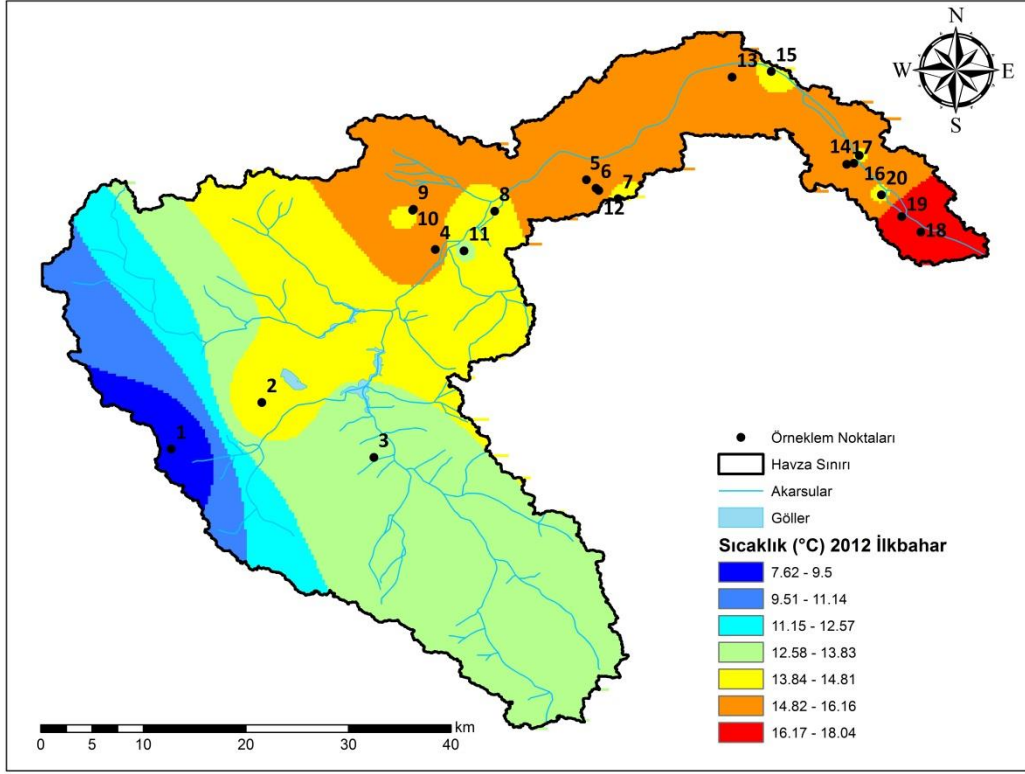 N
W E
S
13 15
14 17
16 20
19
18
5
6
7
12
9
10
8
4
11
2
1
3
Örneklem Noktaları
Havza Sınırı
Akarsular
Göller
Sıcaklık (°C) 2012 İlkbahar
7.62 - 9.5
9.51 - 11.14
11.15 - 12.57
12.58 - 13.83
13.84 - 14.81
14.82 - 16.16
16.17 - 18.04
km
0 5 10 20 30 40